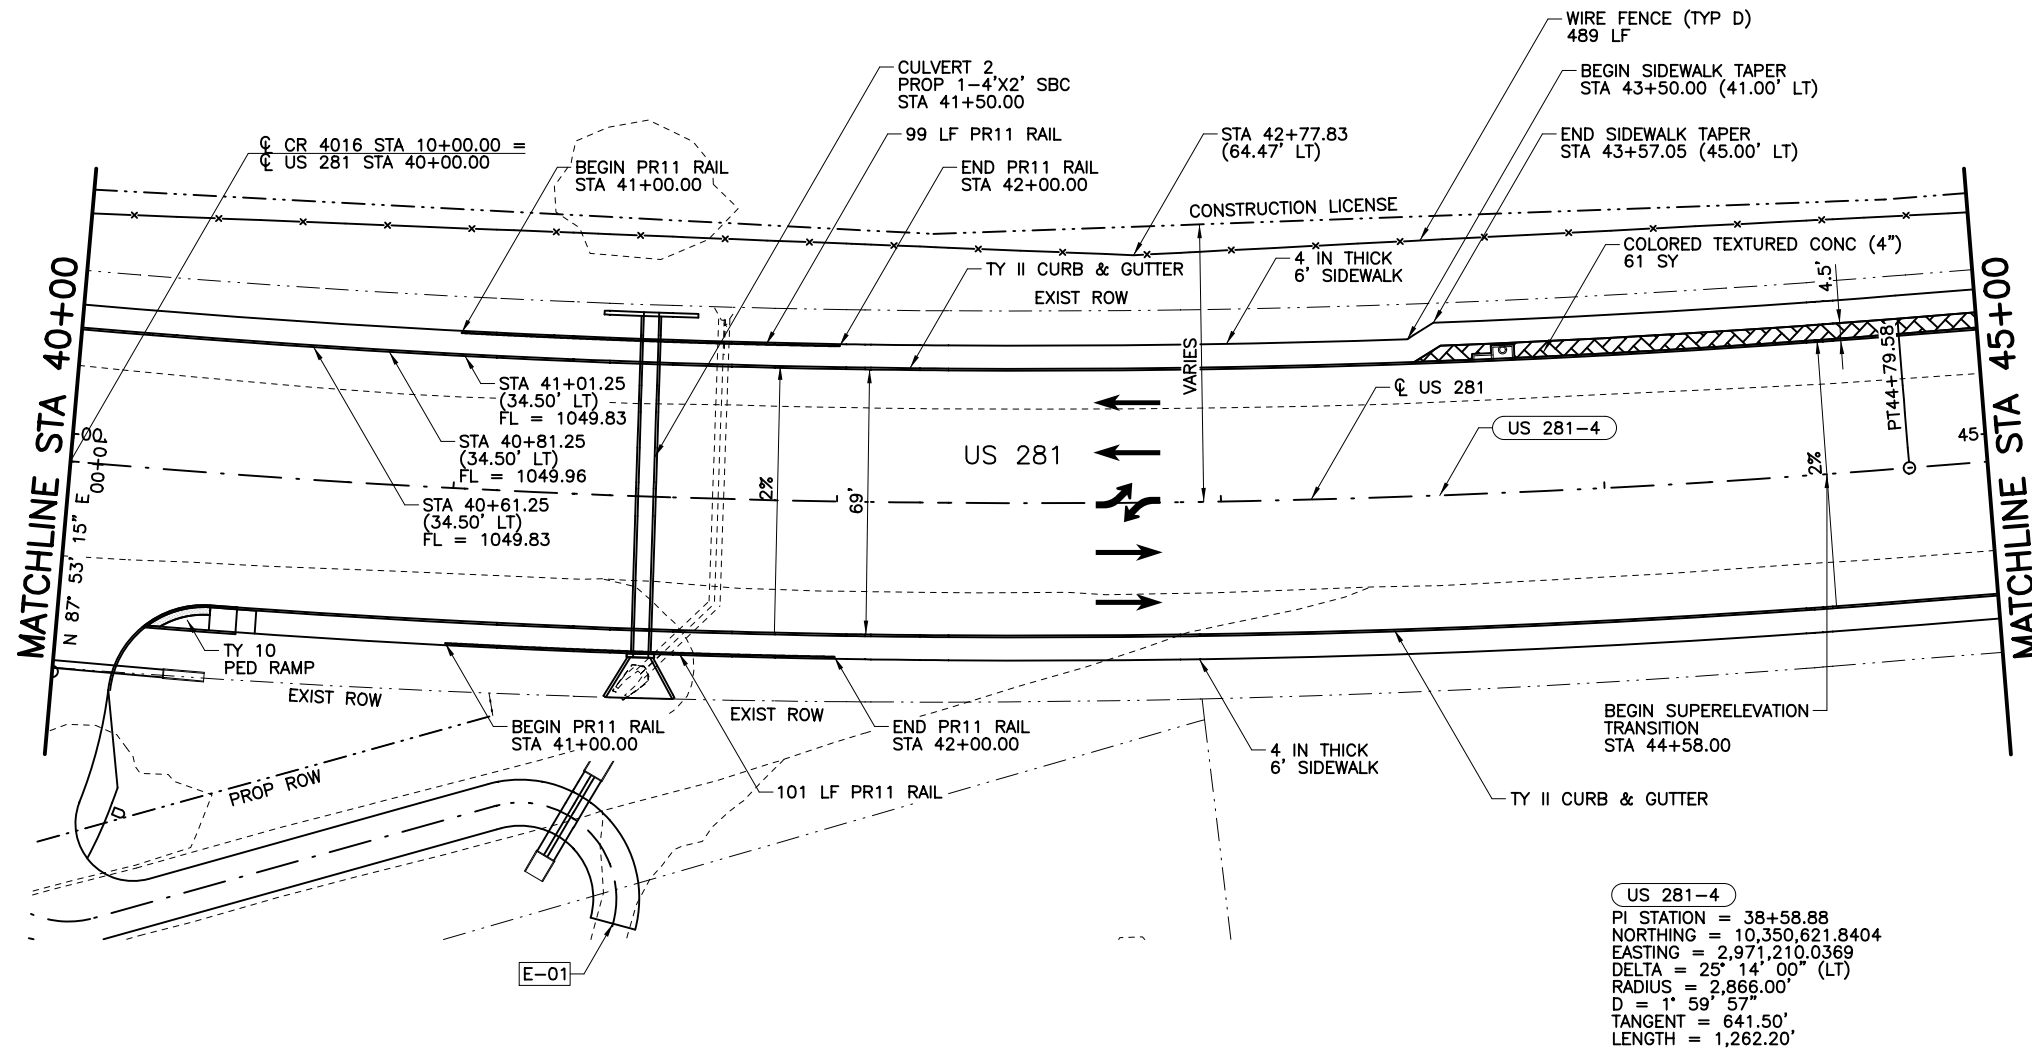 WIRE FENCE (TYP D)
489 LF
CULVERT 2
PROP 1-4'X2' SBC
STA 41+50.00
BEGIN SIDEWALK TAPER
STA 43+50.00 (41.00' LT)
99 LF PR11 RAIL
STA 42+77.83
(64.47' LT)
END SIDEWALK TAPER
STA 43+57.05 (45.00' LT)
℄ CR 4016 STA 10+00.00 =
℄ US 281 STA 40+00.00
BEGIN PR11 RAIL
STA 41+00.00
END PR11 RAIL
STA 42+00.00
CONSTRUCTION LICENSE
COLORED TEXTURED CONC (4")
61 SY
TY II CURB & GUTTER
4 IN THICK
6' SIDEWALK
EXIST ROW
4.5'
MATCHLINE STA 40+00
MATCHLINE STA 45+00
VARIES
PT44+79.58
STA 41+01.25
(34.50' LT)
FL = 1049.83
STA 40+81.25
(34.50' LT)
FL = 1049.96
STA 40+61.25
(34.50' LT)
FL = 1049.83
℄ US 281
US 281-4
US 281
45
2%
69'
2%
N 87° 53' 15" E
TY 10
PED RAMP
EXIST ROW
BEGIN PR11 RAIL
STA 41+00.00
EXIST ROW
END PR11 RAIL
STA 42+00.00
BEGIN SUPERELEVATION
TRANSITION
STA 44+58.00
4 IN THICK
6' SIDEWALK
PROP ROW
101 LF PR11 RAIL
TY II CURB & GUTTER
D
E-01
US 281-4
PI STATION = 38+58.88
NORTHING = 10,350,621.8404
EASTING = 2,971,210.0369
DELTA = 25° 14' 00" (LT)
RADIUS = 2,866.00'
D = 1° 59' 57"
TANGENT = 641.50'
LENGTH = 1,262.20'